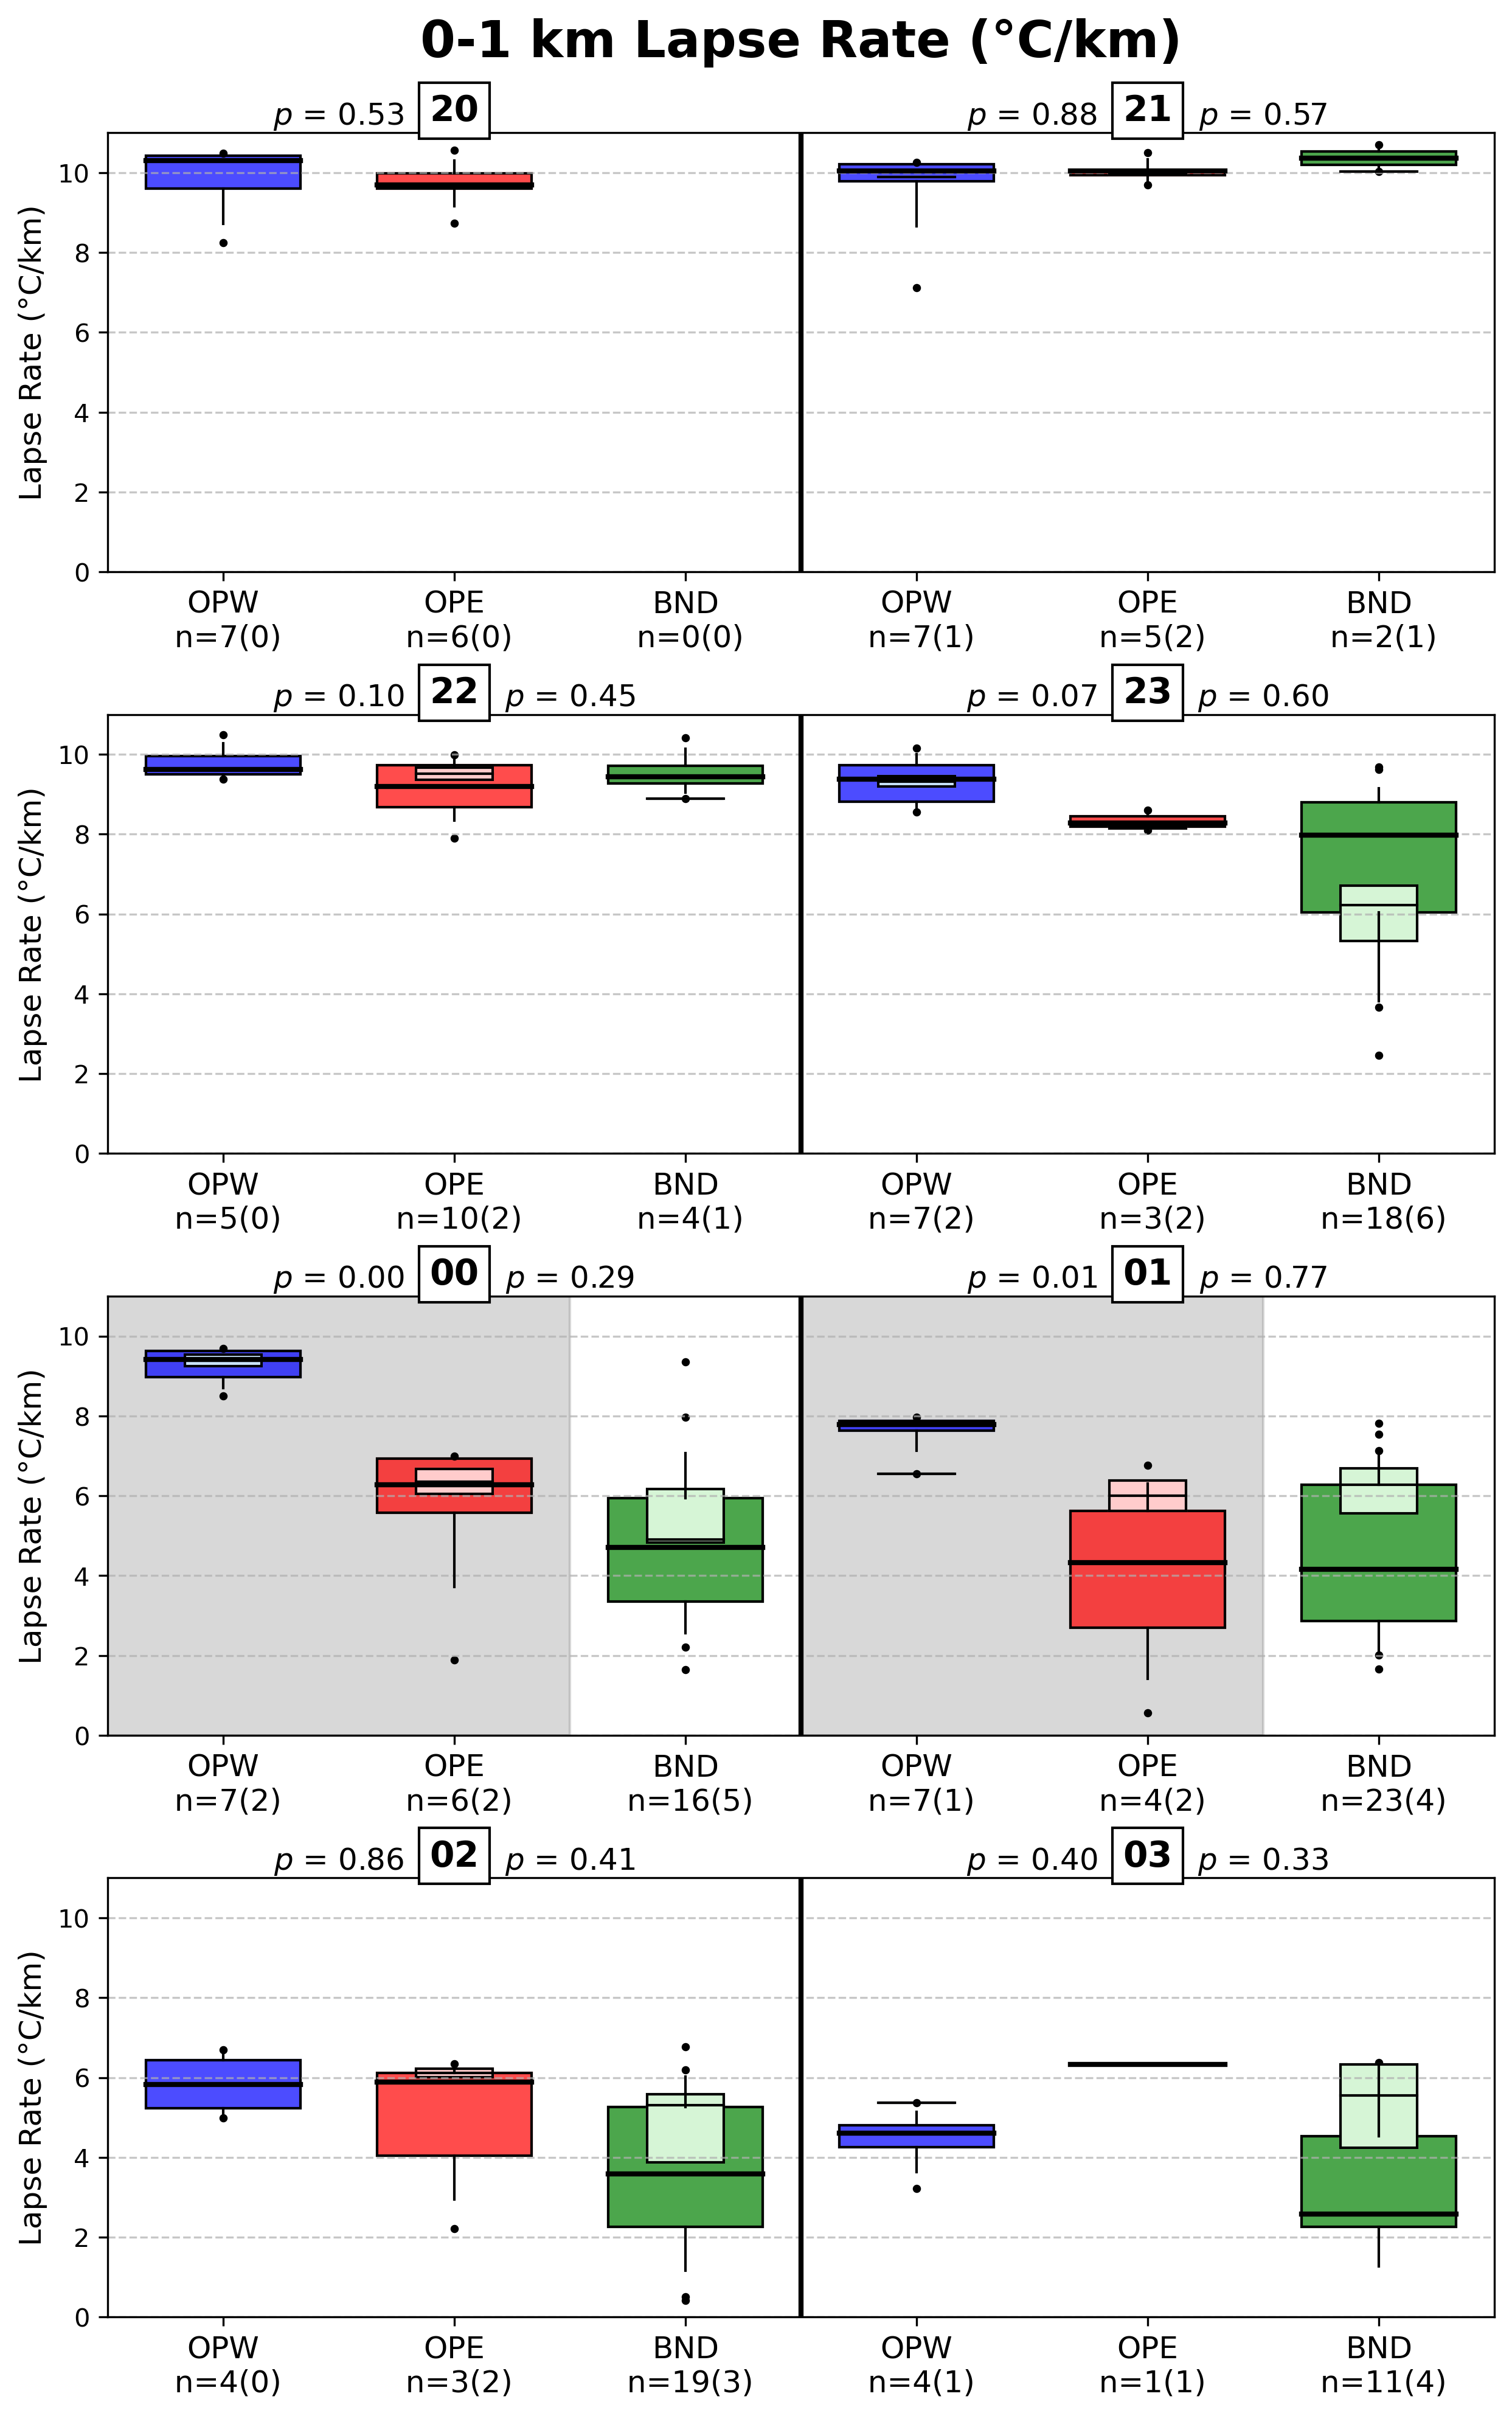 0-1 km Lapse Rate (°C/km)
p = 0.53 20
p = 0.88 21 p = 0.57
Lapse Rate (°C/km)
10
8
6
4
2
0
OPW OPE BND OPW OPE BND
n=7(0) n=6(0) n=0(0) n=7(1) n=5(2) n=2(1)
p = 0.10 22 p = 0.45
p = 0.07 23 p = 0.60
Lapse Rate (°C/km)
10
8
6
4
2
0
OPW OPE BND OPW OPE BND
n=5(0) n=10(2) n=4(1) n=7(2) n=3(2) n=18(6)
p = 0.00 00 p = 0.29
p = 0.01 01 p = 0.77
Lapse Rate (°C/km)
10
8
6
4
2
0
OPW OPE BND OPW OPE BND
n=7(2) n=6(2) n=16(5) n=7(1) n=4(2) n=23(4)
p = 0.86 02 p = 0.41
p = 0.40 03 p = 0.33
Lapse Rate (°C/km)
10
8
6
4
2
0
OPW OPE BND OPW OPE BND
n=4(0) n=3(2) n=19(3) n=4(1) n=1(1) n=11(4)